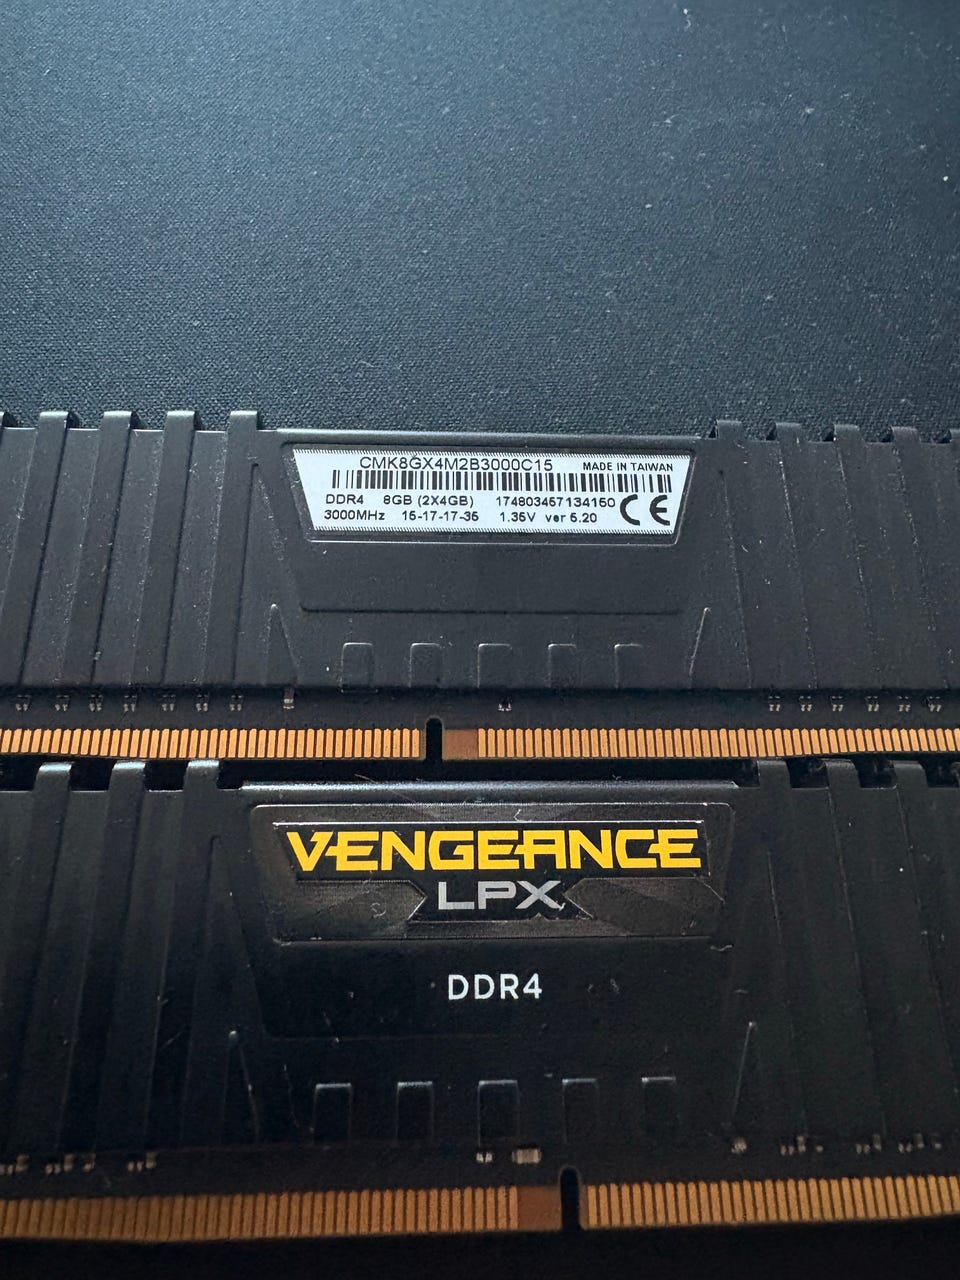 CMK8GX4M2B3000C15 MADE IN TAIWAN
DDR4 8GB (2X4GB) 174803457134150
3000MHz 15-17-17-35 1.35V ver 5.20 CE
VENGEANCE
LPX
DDR4